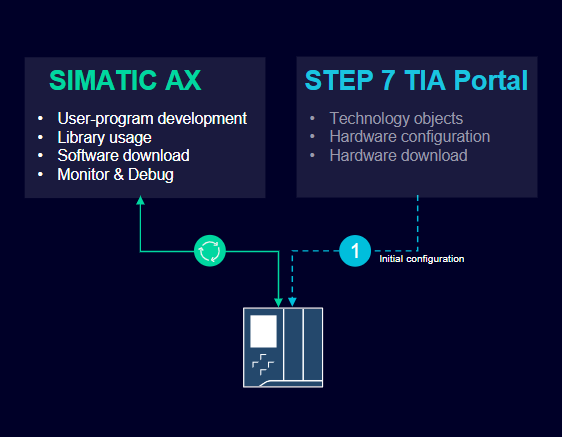 SIMATIC AX
• User-program development
• Library usage
• Software download
• Monitor & Debug
STEP 7 TIA Portal
• Technology objects
• Hardware configuration
• Hardware download
1
Initial configuration